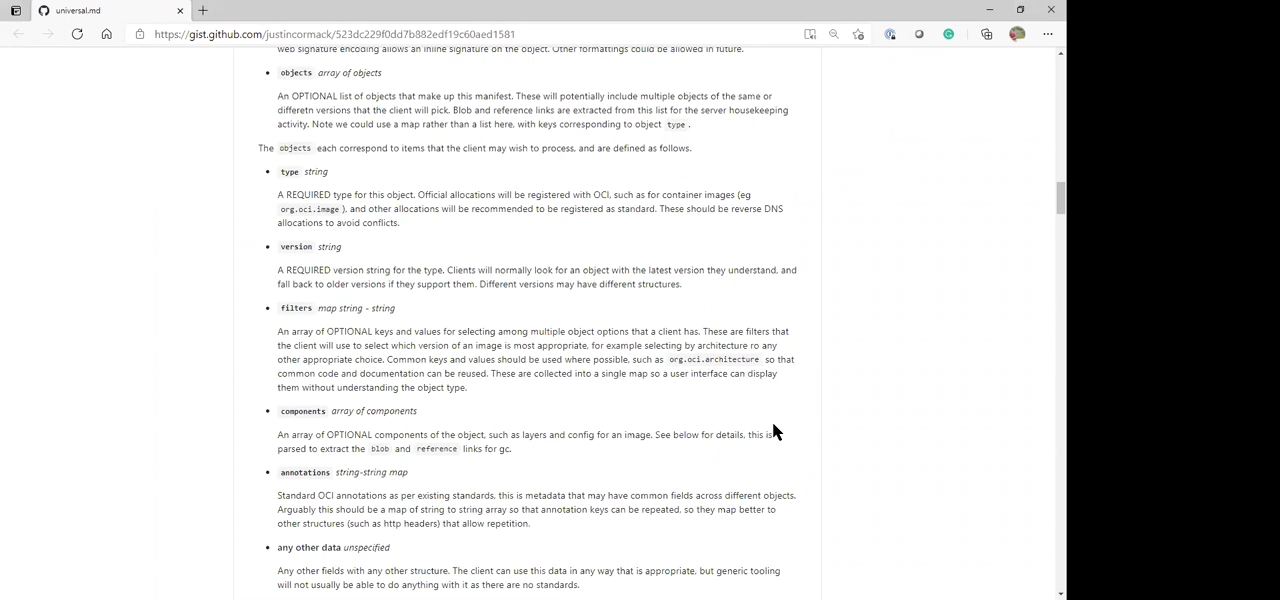 universal.md
https://gist.github.com/justincormack/523dc229f0dd7b882edf19c60aed1581
web signature encoding allows an inline signature on the object. Other formattings could be allowed in future.
• objects array of objects
An OPTIONAL list of objects that make up this manifest. These will potentially include multiple objects of the same or
differetn versions that the client will pick. Blob and reference links are extracted from this list for the server housekeeping
activity. Note we could use a map rather than a list here, with keys corresponding to object type .
The objects each correspond to items that the client may wish to process, and are defined as follows.
• type string
A REQUIRED type for this object. Official allocations will be registered with OCI, such as for container images (eg
org.oci.image ), and other allocations will be recommended to be registered as standard. These should be reverse DNS
allocations to avoid conflicts.
• version string
A REQUIRED version string for the type. Clients will normally look for an object with the latest version they understand, and
fall back to older versions if they support them. Different versions may have different structures.
• filters map string - string
An array of OPTIONAL keys and values for selecting among multiple object options that a client has. These are filters that
the client will use to select which version of an image is most appropriate, for example selecting by architecture ro any
other appropriate choice. Common keys and values should be used where possible, such as org.oci.architecture so that
common code and documentation can be reused. These are collected into a single map so a user interface can display
them without understanding the object type.
• components array of components
An array of OPTIONAL components of the object, such as layers and config for an image. See below for details, this is
parsed to extract the blob and reference links for gc.
• annotations string-string map
Standard OCI annotations as per existing standards, this is metadata that may have common fields across different objects.
Arguably this should be a map of string to string array so that annotation keys can be repeated, so they map better to
other structures (such as http headers) that allow repetition.
• any other data unspecified
Any other fields with any other structure. The client can use this data in any way that is appropriate, but generic tooling
will not usually be able to do anything with it as there are no standards.